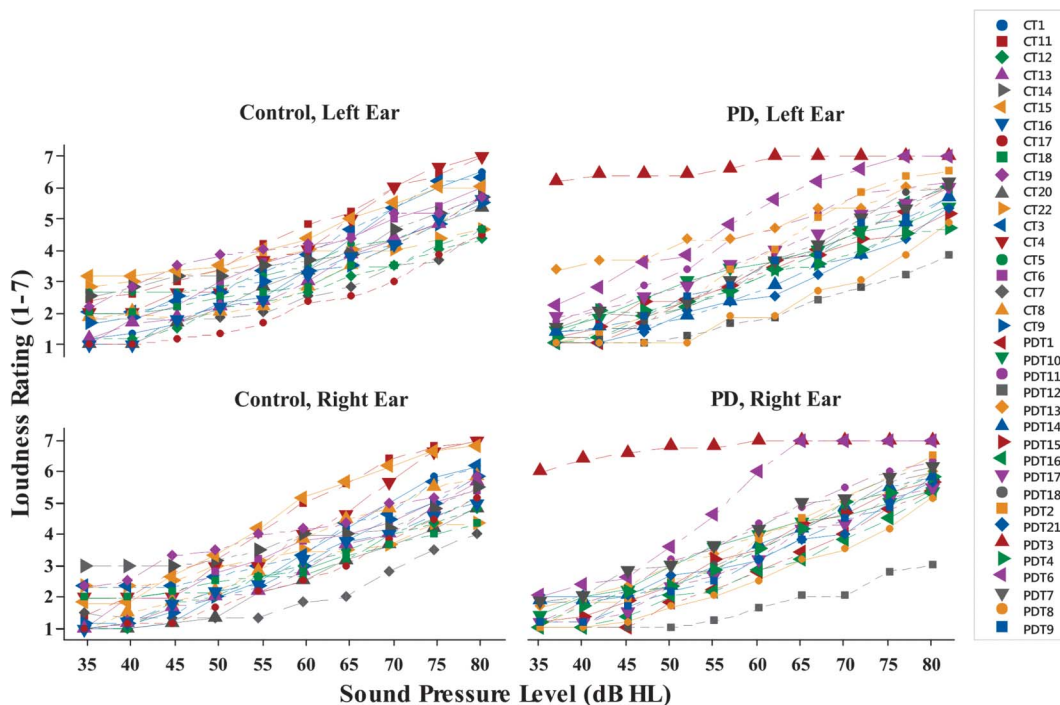 Control, Left Ear
PD, Left Ear
7
6
5
4
3
2
1
Control, Right Ear
PD, Right Ear
7
6
5
4
3
2
1
Loudness Rating (1-7)
35 40 45 50 55 60 65 70 75 80
35 40 45 50 55 60 65 70 75 80
Sound Pressure Level (dB HL)
CT1
CT11
CT12
CT13
CT14
CT15
CT16
CT17
CT18
CT19
CT20
CT22
CT3
CT4
CT5
CT6
CT7
CT8
CT9
PDT1
PDT10
PDT11
PDT12
PDT13
PDT14
PDT15
PDT16
PDT17
PDT18
PDT2
PDT21
PDT3
PDT4
PDT6
PDT7
PDT8
PDT9